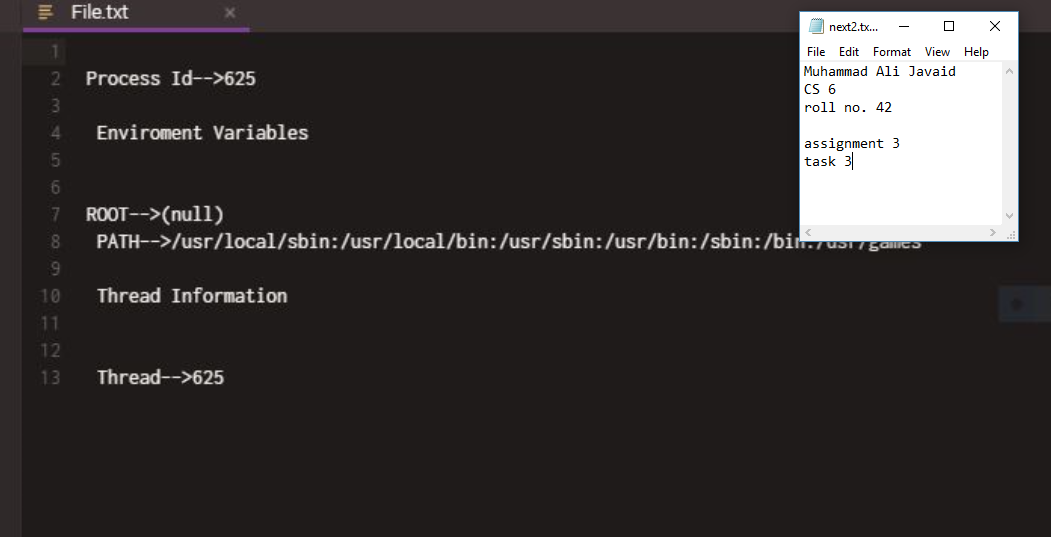 File.txt
1
2 Process Id-->625
3
4 Enviroment Variables
5
6
7 ROOT-->(null)
8 PATH-->/usr/local/sbin:/usr/local/bin:/usr/sbin:/usr/bin:/sbin:/bin:/usr/games
9
10 Thread Information
11
12
13 Thread-->625
next2.tx...
File Edit Format View Help
Muhammad Ali Javaid
CS 6
roll no. 42
assignment 3
task 3